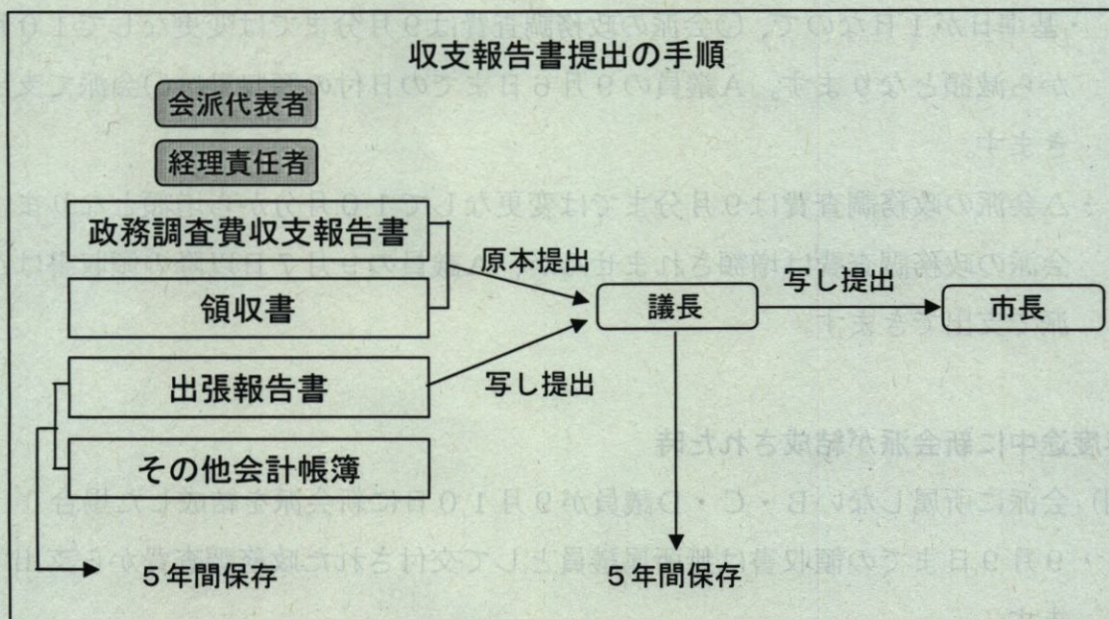 収支報告書提出の手順
会派代表者
経理責任者
政務調査費収支報告書
領収書
出張報告書
その他会計帳簿
原本提出
写し提出
議長
写し提出
市長
5年間保存
5年間保存